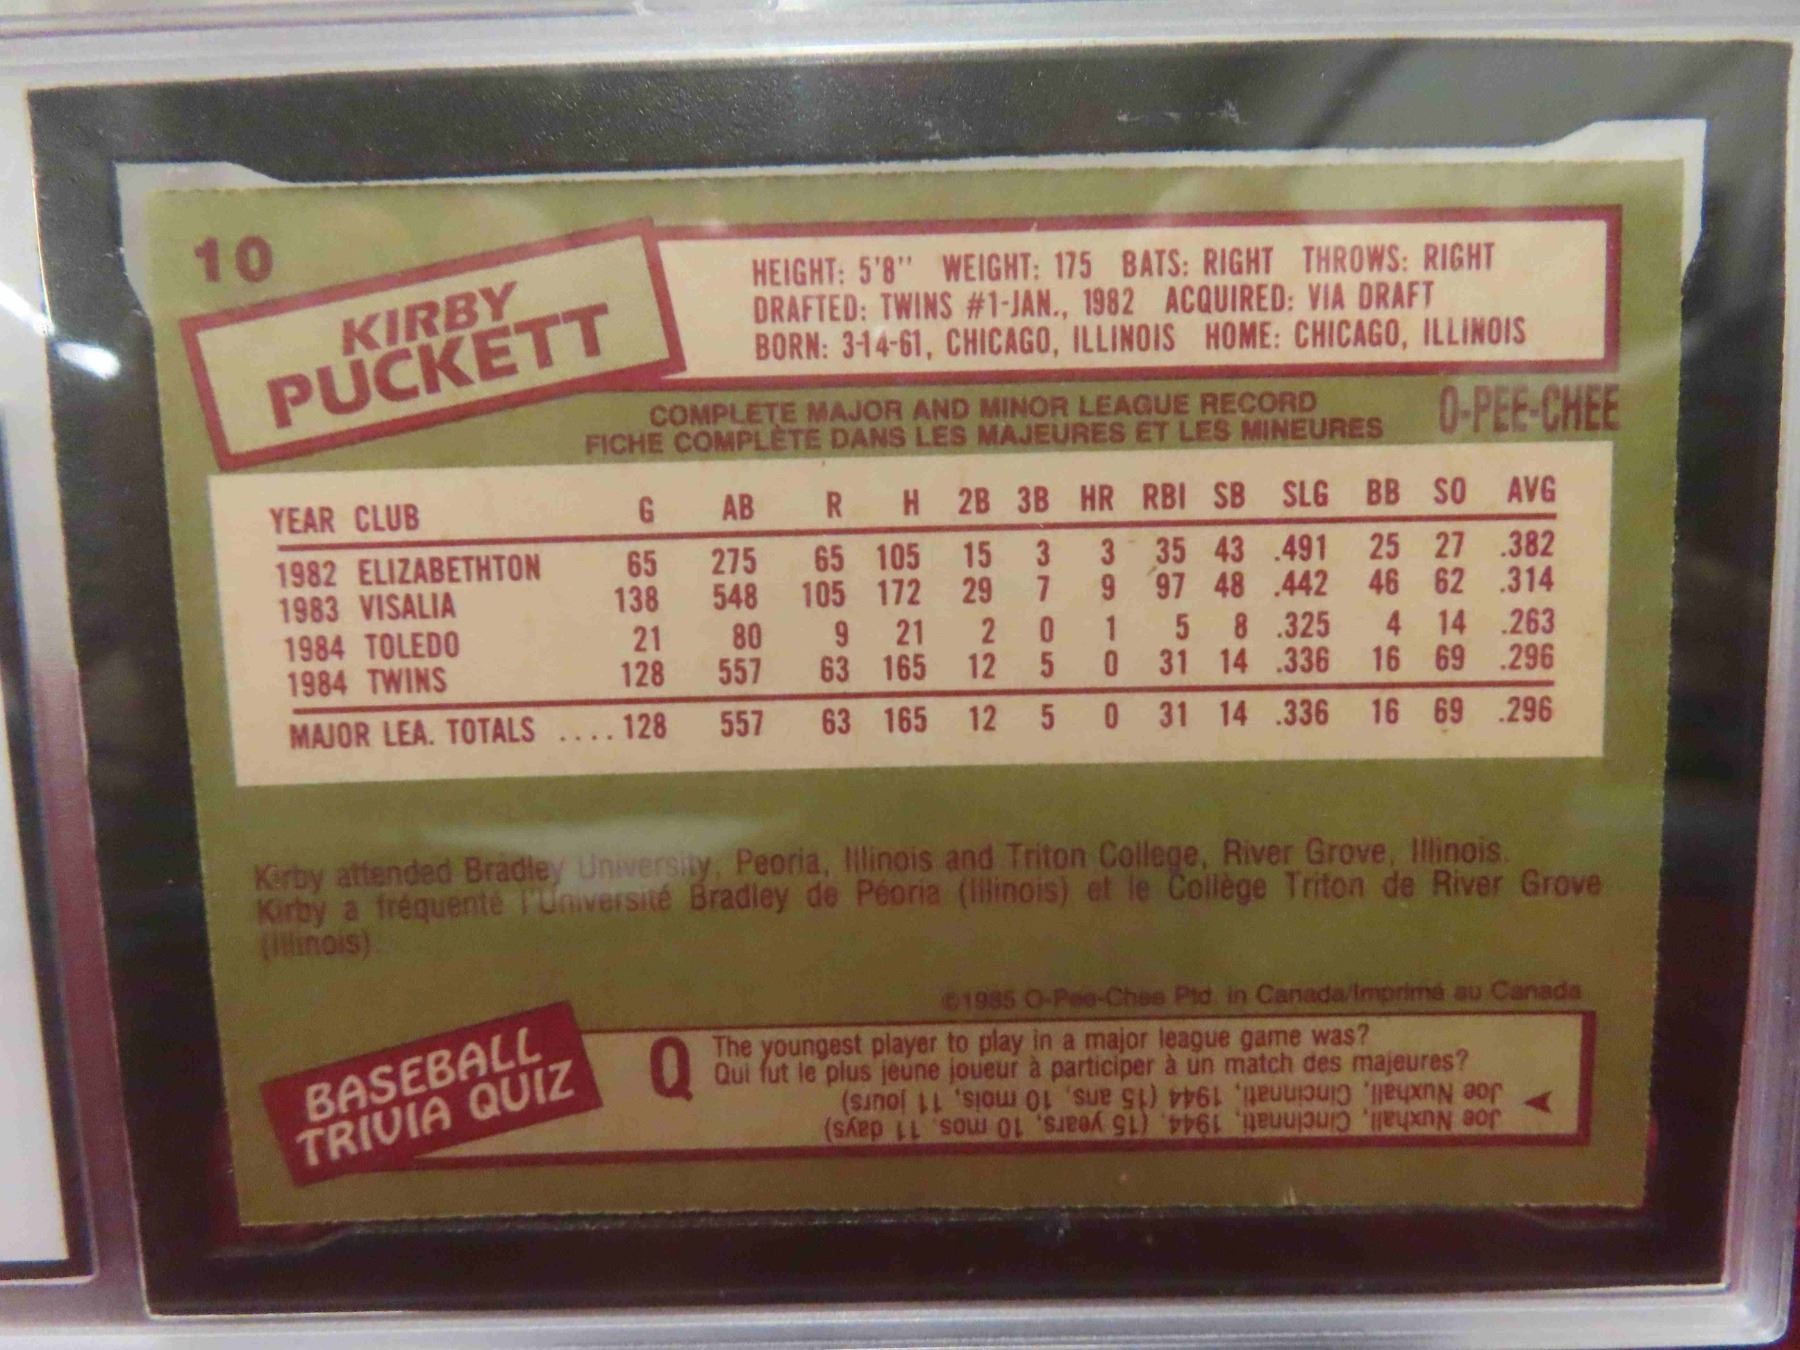 10
KIRBY
PUCKETT
HEIGHT: 5'8" WEIGHT: 175 BATS: RIGHT THROWS: RIGHT
DRAFTED: TWINS #1-JAN., 1982 ACQUIRED: VIA DRAFT
BORN: 3-14-61, CHICAGO, ILLINOIS HOME: CHICAGO, ILLINOIS
COMPLETE MAJOR AND MINOR LEAGUE RECORD
FICHE COMPLÈTE DANS LES MAJEURES ET LES MINEURES
O-PEE-CHEE
YEAR CLUB G AB R H 2B 3B HR RBI SB SLG BB SO AVG
1982 ELIZABETHTON 65 275 65 105 15 3 3 35 43 .491 25 27 .382
1983 VISALIA 138 548 105 172 29 7 9 97 48 .442 46 62 .314
1984 TOLEDO 21 80 9 21 2 0 1 5 8 .325 4 14 .263
1984 TWINS 128 557 63 165 12 5 0 31 14 .336 16 69 .296
MAJOR LEA. TOTALS .... 128 557 63 165 12 5 0 31 14 .336 16 69 .296
Kirby attended Bradley University, Peoria, Illinois and Triton College, River Grove, Illinois.
Kirby a fréquenté l'Université Bradley de Péoria (Illinois) et le Collège Triton de River Grove
(Illinois).
©1985 O-Pee-Chee Ptd. in Canada/Imprimé au Canada
BASEBALL
TRIVIA QUIZ
Q The youngest player to play in a major league game was?
Qui fut le plus jeune joueur à participer à un match des majeures?
Joe Nuxhall, Cincinnati, 1944, (15 years, 10 mos. 11 days)
Joe Nuxhall, Cincinnati, 1944 (15 ans, 10 mois, 11 jours)